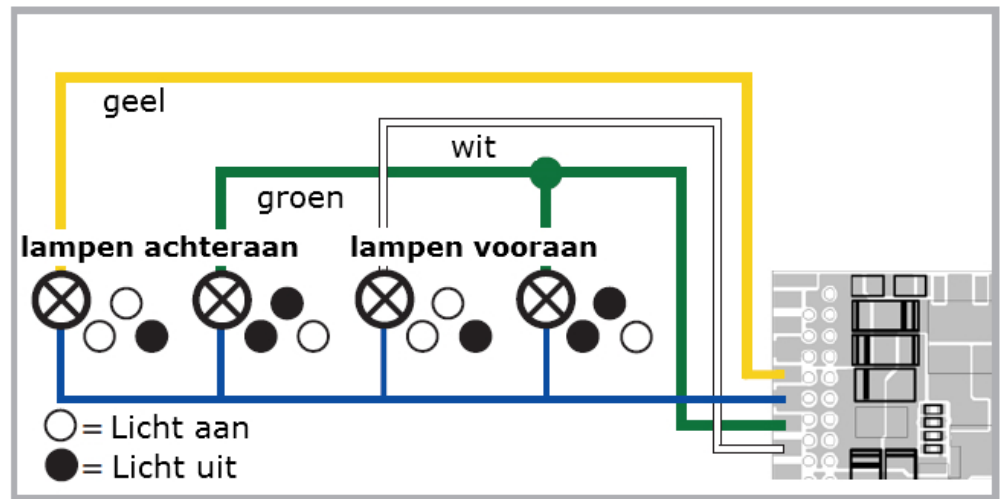 geel
wit
groen
lampen achteraan
lampen vooraan
= Licht aan
= Licht uit